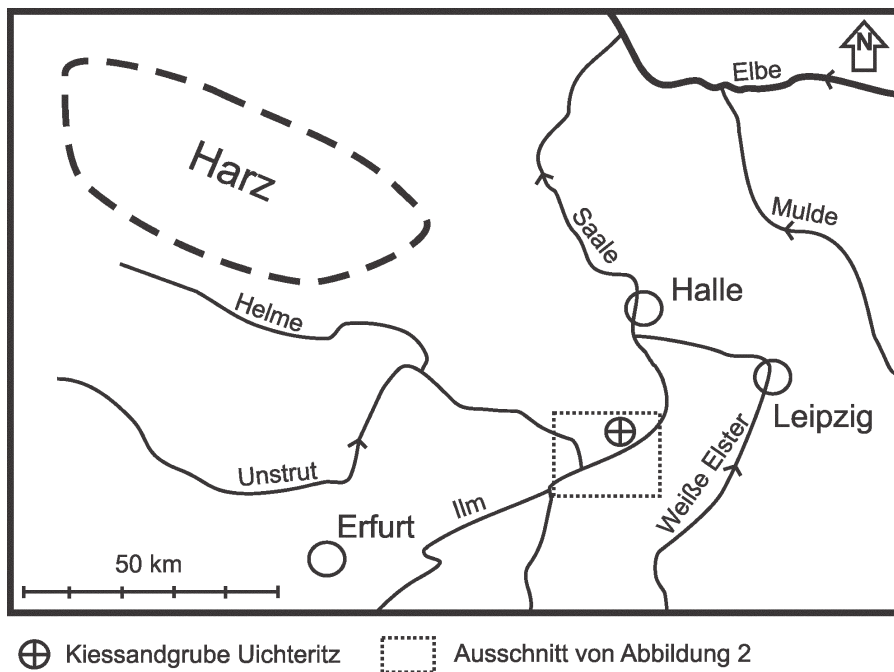 N
Elbe
Harz
Mulde
Saale
Halle
Helme
Leipzig
Unstrut
Weiße Elster
Ilm
Erfurt
50 km
Kiessandgrube Uichteritz
Ausschnitt von Abbildung 2